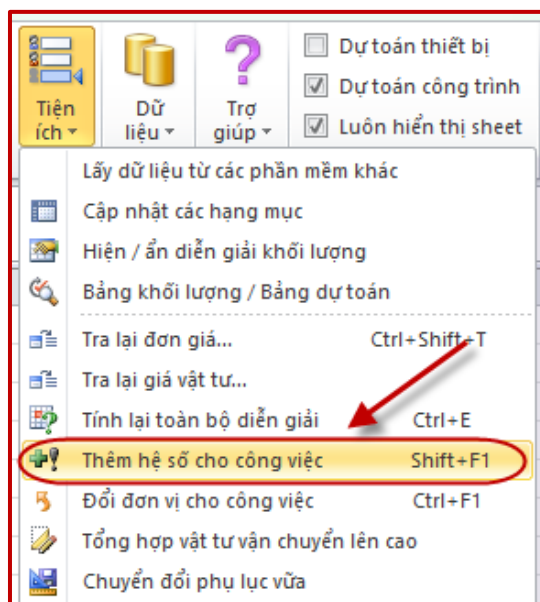 Tiện
ích
Dữ
liệu
Trợ
giúp
Dự toán thiết bị
Dự toán công trình
Luôn hiển thị sheet
Lấy dữ liệu từ các phần mềm khác
Cập nhật các hạng mục
Hiện / ẩn diễn giải khối lượng
Bảng khối lượng / Bảng dự toán
Tra lại đơn giá... Ctrl+Shift+T
Tra lại giá vật tư...
Tính lại toàn bộ diễn giải Ctrl+E
Thêm hệ số cho công việc Shift+F1
Đổi đơn vị cho công việc Ctrl+F1
Tổng hợp vật tư vận chuyển lên cao
Chuyển đổi phụ lục vữa